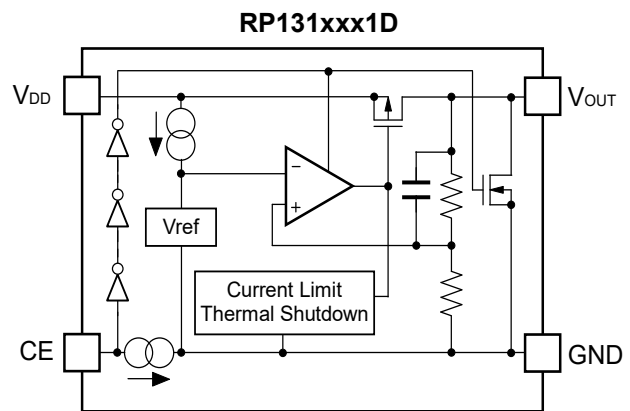 RP131xxx1D
VDD
VOUT
−
+
Vref
Current Limit
Thermal Shutdown
CE
GND